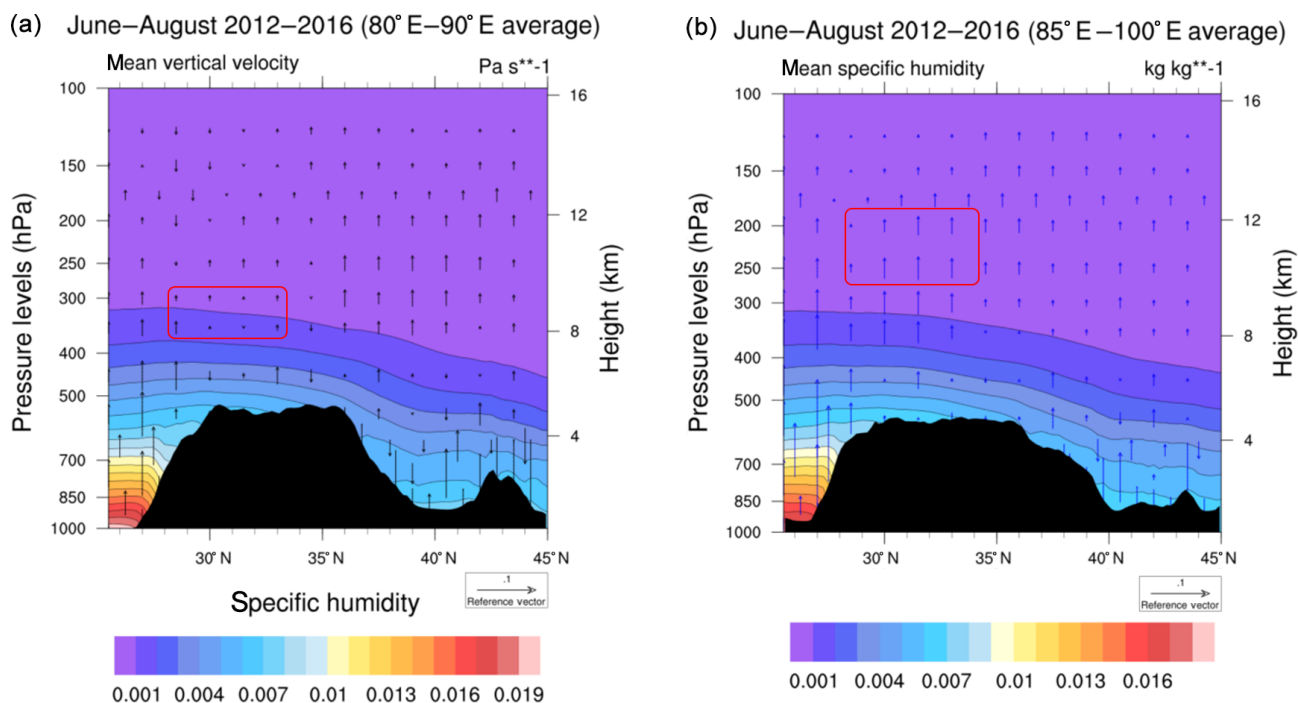 (a) June–August 2012–2016 (80°E–90°E average)
Mean vertical velocity Pa s**-1
100
150
200
250
300
400
500
700
850
1000
Pressure levels (hPa)
16
12
8
4
Height (km)
30°N 35°N 40°N 45°N
.1
Reference vector
Specific humidity
0.001 0.004 0.007 0.01 0.013 0.016 0.019
(b) June–August 2012–2016 (85°E–100°E average)
Mean specific humidity kg kg**-1
100
150
200
250
300
400
500
700
850
1000
Pressure levels (hPa)
16
12
8
4
Height (km)
30°N 35°N 40°N 45°N
.1
Reference vector
0.001 0.004 0.007 0.01 0.013 0.016